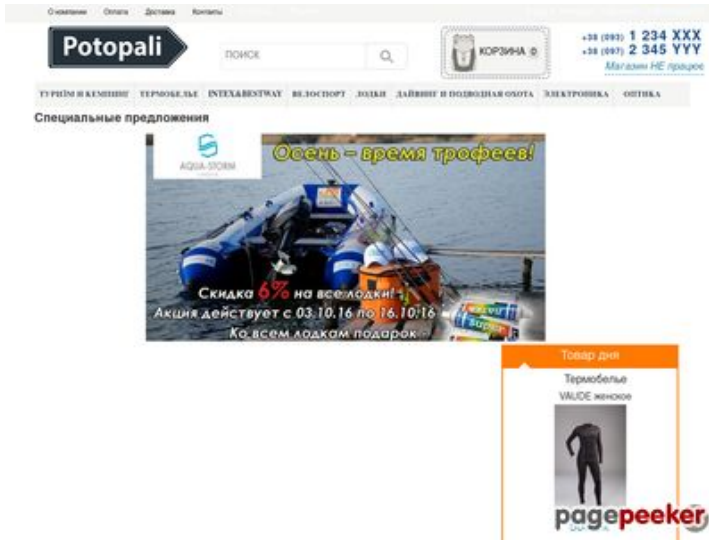 О компании Оплата Доставка Контакты
Potopali
ПОИСК
КОРЗИНА 0
+38 (093) 1 234 XXX
+38 (097) 2 345 YYY
Магазин НЕ працює
ТУРИЗМ И КЕМПИНГ ТЕРМОБЕЛЬЕ INTEX&BESTWAY ВЕЛОСПОРТ ЛОДКИ ДАЙВИНГ И ПОДВОДНАЯ ОХОТА ЭЛЕКТРОНИКА ОПТИКА
Специальные предложения
AQUA-STORM
Осень – время трофеев!
Скидка 6% на все лодки!
Акция действует с 03.10.16 по 16.10.16
Ко всем лодкам подарок -
Товар дня
Термобелье
VAUDE женское
pagepeeker